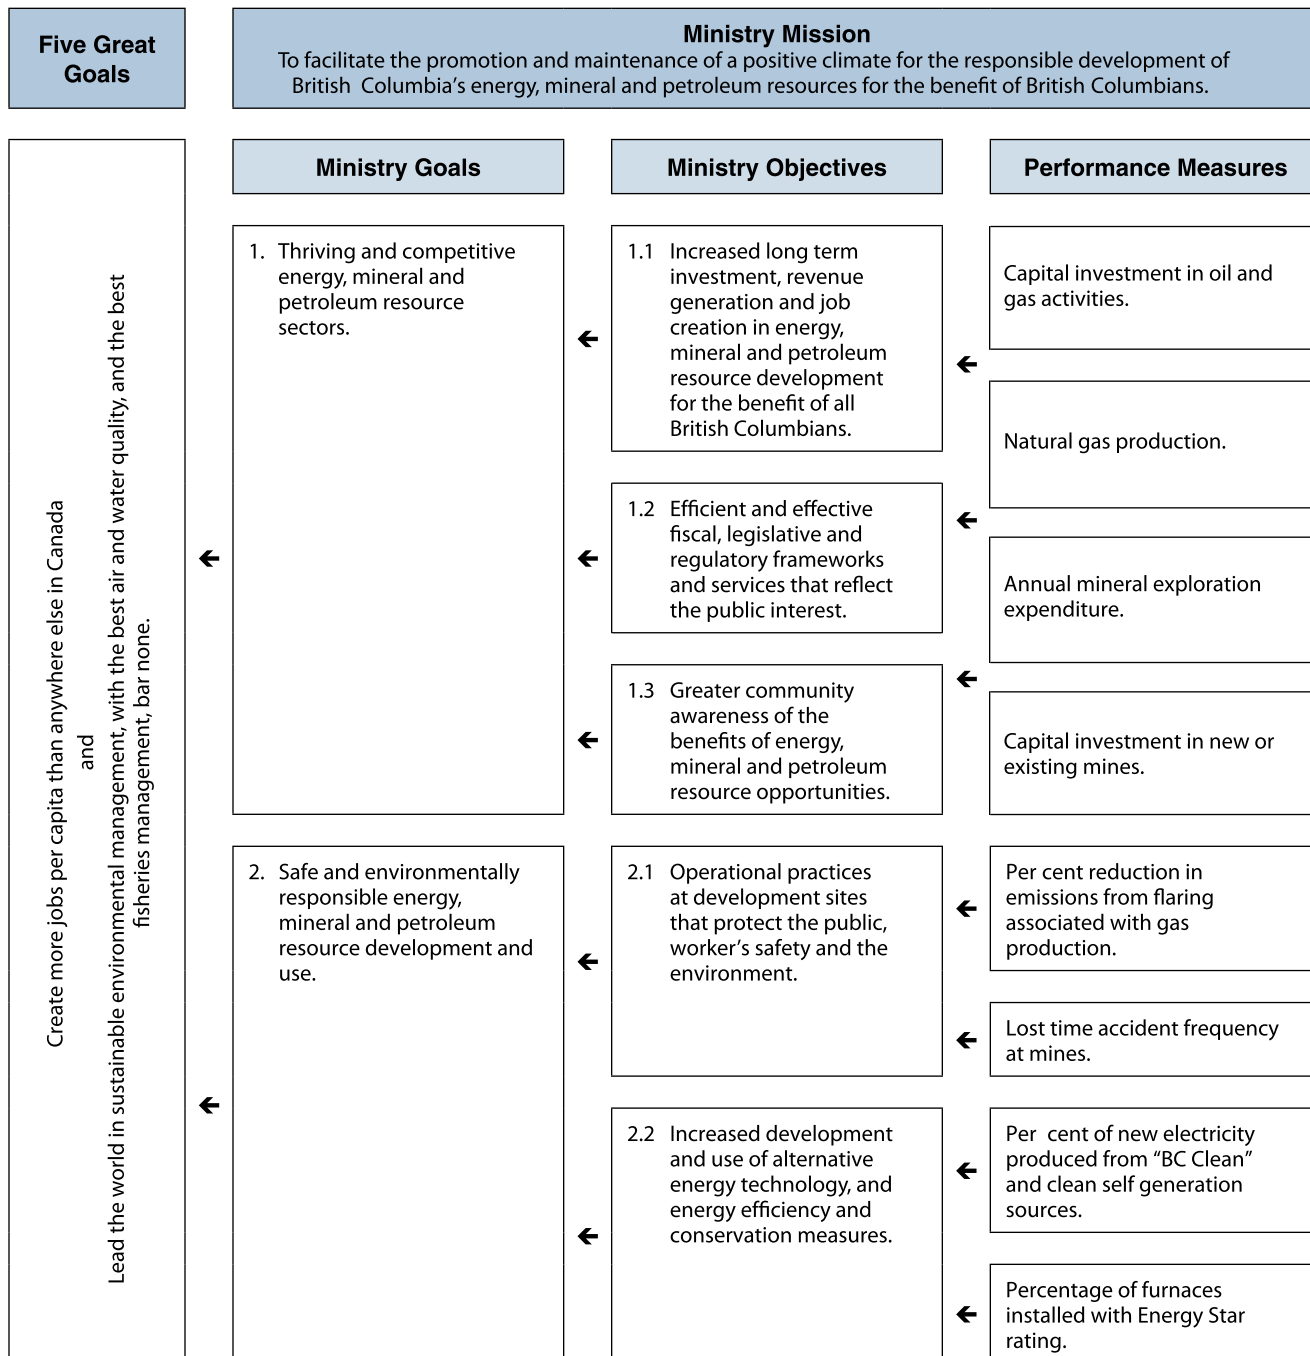 Five Great
Goals
Ministry Mission
To facilitate the promotion and maintenance of a positive climate for the responsible development of
British Columbia's energy, mineral and petroleum resources for the benefit of British Columbians.
Create more jobs per capita than anywhere else in Canada
and
Lead the world in sustainable environmental management, with the best air and water quality, and the best
fisheries management, bar none.
Ministry Goals
Ministry Objectives
Performance Measures
1. Thriving and competitive
energy, mineral and
petroleum resource
sectors.
1.1 Increased long term
investment, revenue
generation and job
creation in energy,
mineral and petroleum
resource development
for the benefit of all
British Columbians.
Capital investment in oil and
gas activities.
Natural gas production.
1.2 Efficient and effective
fiscal, legislative and
regulatory frameworks
and services that reflect
the public interest.
Annual mineral exploration
expenditure.
1.3 Greater community
awareness of the
benefits of energy,
mineral and petroleum
resource opportunities.
Capital investment in new or
existing mines.
2. Safe and environmentally
responsible energy,
mineral and petroleum
resource development and
use.
2.1 Operational practices
at development sites
that protect the public,
worker's safety and the
environment.
Per cent reduction in
emissions from flaring
associated with gas
production.
Lost time accident frequency
at mines.
2.2 Increased development
and use of alternative
energy technology, and
energy efficiency and
conservation measures.
Per cent of new electricity
produced from “BC Clean”
and clean self generation
sources.
Percentage of furnaces
installed with Energy Star
rating.